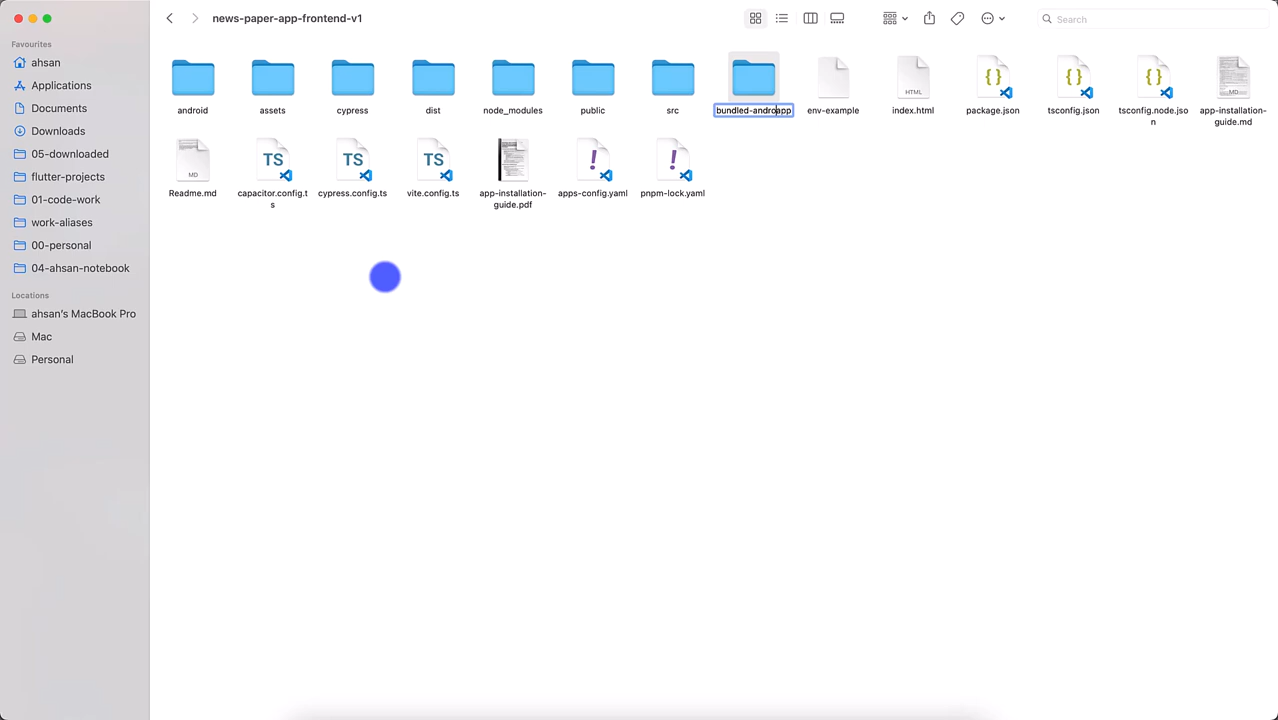 news-paper-app-frontend-v1
Search
Favourites
ahsan
Applications
Documents
Downloads
05-downloaded
flutter-projects
01-code-work
work-aliases
00-personal
04-ahsan-notebook
Locations
ahsan's MacBook Pro
Mac
Personal
android
assets
cypress
dist
node_modules
public
src
bundled-androapp
env-example
HTML
index.html
{}
package.json
{}
tsconfig.json
{}
tsconfig.node.jso
n
MD
app-installation-
guide.md
MD
Readme.md
TS
capacitor.config.t
s
TS
cypress.config.ts
TS
vite.config.ts
app-installation-
guide.pdf
!
apps-config.yaml
!
pnpm-lock.yaml